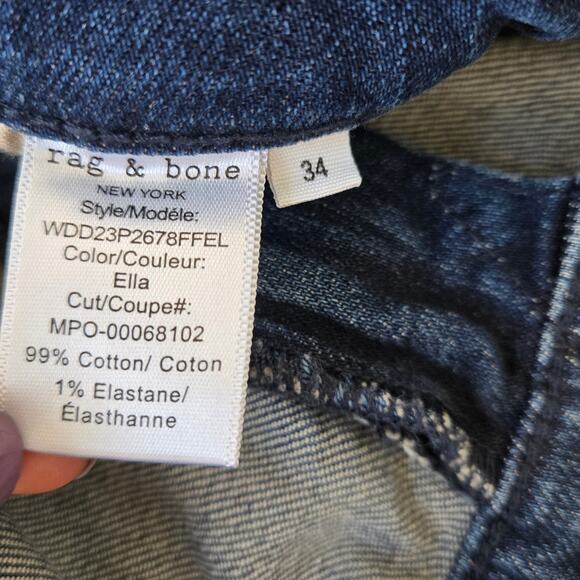 rag & bone
NEW YORK
Style/Modéle:
WDD23P2678FFEL
Color/Couleur:
Ella
Cut/Coupe#:
MPO-00068102
99% Cotton/ Coton
1% Elastane/
Élasthanne
34